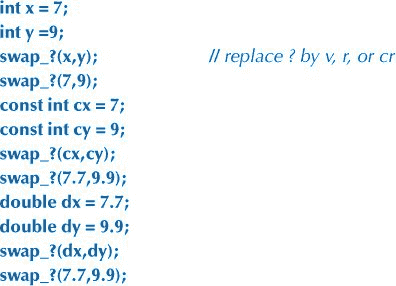 int x = 7;
int y =9;
swap_?(x,y); // replace ? by v, r, or cr
swap_?(7,9);
const int cx = 7;
const int cy = 9;
swap_?(cx,cy);
swap_?(7.7,9.9);
double dx = 7.7;
double dy = 9.9;
swap_?(dx,dy);
swap_?(7.7,9.9);